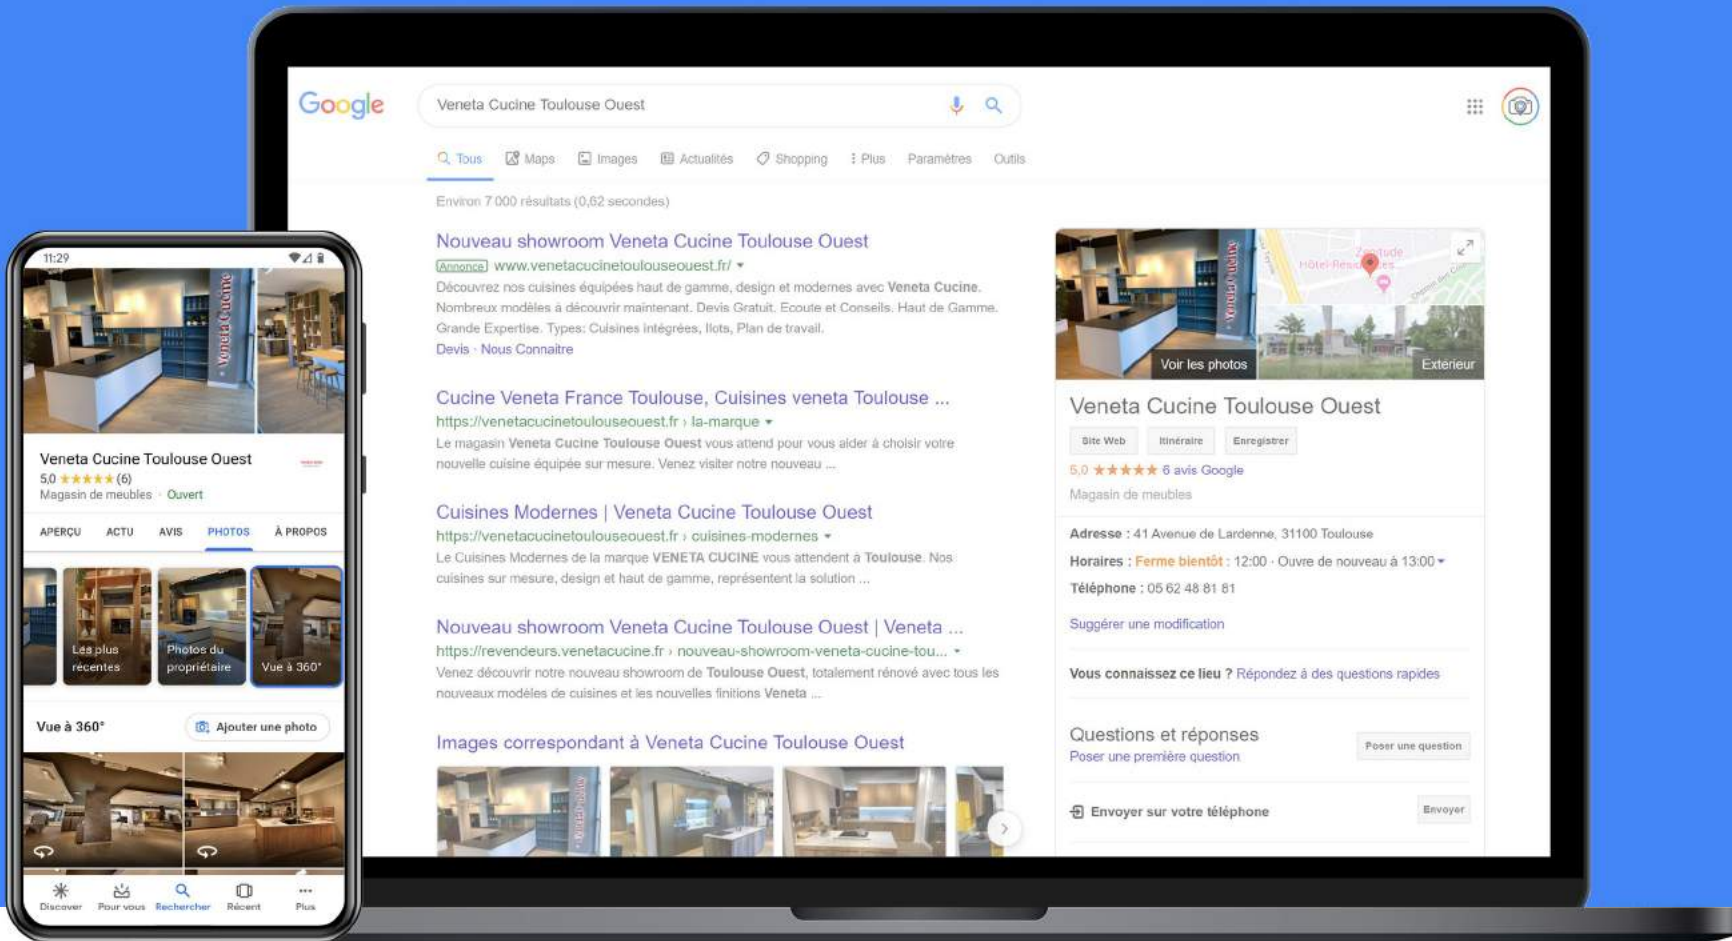 Google
Veneta Cucine Toulouse Ouest
Tous Maps Images Actualités Shopping Plus Paramètres Outils
Environ 7 000 résultats (0,62 secondes)
Nouveau showroom Veneta Cucine Toulouse Ouest
Annonce www.venetacucinetoulouseouest.fr/
Découvrez nos cuisines équipées haut de gamme, design et modernes avec Veneta Cucine.
Nombreux modèles à découvrir maintenant. Devis Gratuit. Ecoute et Conseils. Haut de Gamme.
Grande Expertise. Types: Cuisines intégrées, Ilots, Plan de travail.
Devis · Nous Connaitre
Cucine Veneta France Toulouse, Cuisines veneta Toulouse ...
https://venetacucinetoulouseouest.fr › la-marque
Le magasin Veneta Cucine Toulouse Ouest vous attend pour vous aider à choisir votre
nouvelle cuisine équipée sur mesure. Venez visiter notre nouveau ...
Cuisines Modernes | Veneta Cucine Toulouse Ouest
https://venetacucinetoulouseouest.fr › cuisines-modernes
Le Cuisines Modernes de la marque VENETA CUCINE vous attendent à Toulouse. Nos
cuisines sur mesure, design et haut de gamme, représentent la solution ...
Nouveau showroom Veneta Cucine Toulouse Ouest | Veneta ...
https://revendeurs.venetacucine.fr › nouveau-showroom-veneta-cucine-tou...
Venez découvrir notre nouveau showroom de Toulouse Ouest, totalement rénové avec tous les
nouveaux modèles de cuisines et les nouvelles finitions Veneta ...
Images correspondant à Veneta Cucine Toulouse Ouest
Veneta Cucine
Veneta Cucine
Zenitude
Hôtel-Résidences
Voir les photos
Extérieur
Veneta Cucine Toulouse Ouest
Site Web Itinéraire Enregistrer
5,0 ★★★★★ 6 avis Google
Magasin de meubles
Adresse : 41 Avenue de Lardenne, 31100 Toulouse
Horaires : Ferme bientôt : 12:00 · Ouvre de nouveau à 13:00
Téléphone : 05 62 48 81 81
Suggérer une modification
Vous connaissez ce lieu ? Répondez à des questions rapides
Questions et réponses
Poser une première question
Poser une question
Envoyer sur votre téléphone
Envoyer
11:29
Veneta Cucine
Veneta Cucine Toulouse Ouest
5,0 ★★★★★ (6)
Magasin de meubles · Ouvert
APERÇU ACTU AVIS PHOTOS À PROPOS
Les plus
récentes
Photos du
propriétaire
Vue à 360°
Vue à 360°
Ajouter une photo
Discover Pour vous Rechercher Récent Plus